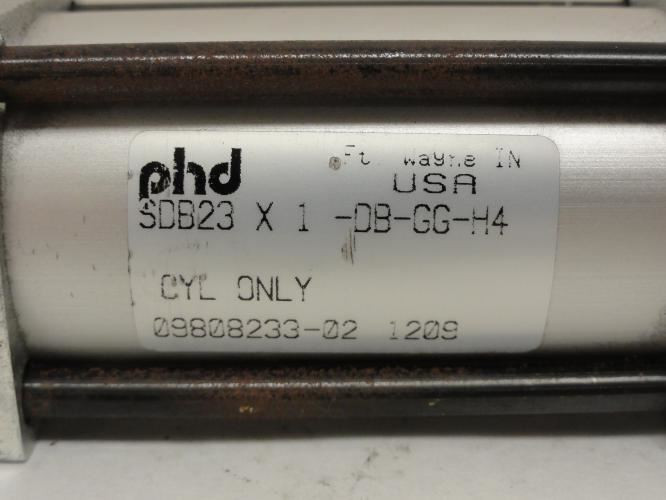 phd Ft. Wayne IN
USA
SDB23 X 1 -DB-GG-H4
CYL ONLY
09808233-02 1209